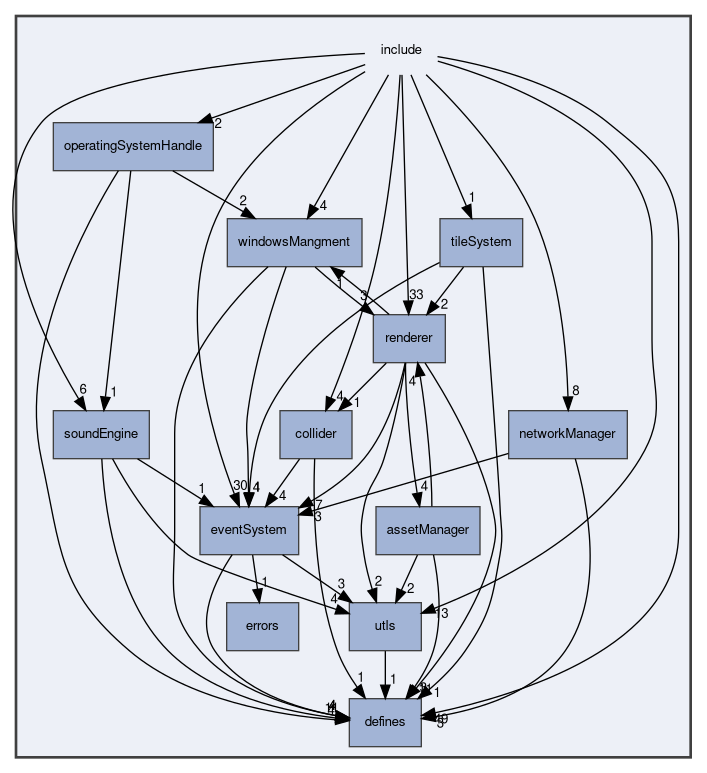 include
2
operatingSystemHandle
2
4
1
windowsMangment
tileSystem
1
3
33
2
renderer
4
6
1
4
1
8
soundEngine
collider
networkManager
1
30
4
4
7
3
4
eventSystem
assetManager
1
3
4
2
2
13
errors
utls
1
1
1
defines